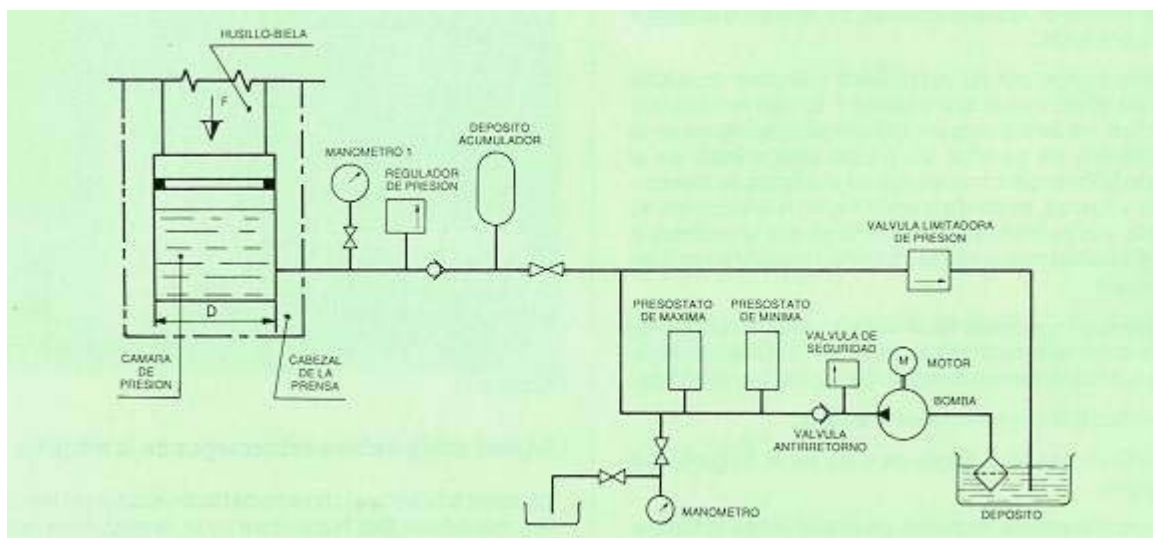 HUSILLO-BIELA
F
DEPOSITO
ACUMULADOR
MANOMETRO 1
REGULADOR
DE PRESION
VALVULA LIMITADORA
DE PRESION
D
PRESOSTATO
DE MAXIMA
PRESOSTATO
DE MINIMA
VALVULA DE
SEGURIDAD
M
MOTOR
CAMARA
DE
PRESION
CABEZAL
DE LA
PRENSA
BOMBA
VALVULA
ANTIRRETORNO
MANOMETRO
DEPOSITO